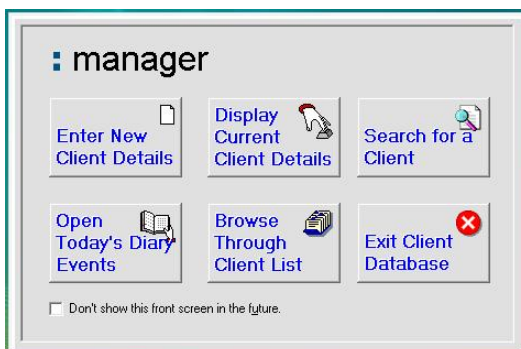 : manager
Enter New
Client Details
Display
Current
Client Details
Search for a
Client
Open
Today's Diary
Events
Browse
Through
Client List
Exit Client
Database
Don't show this front screen in the future.